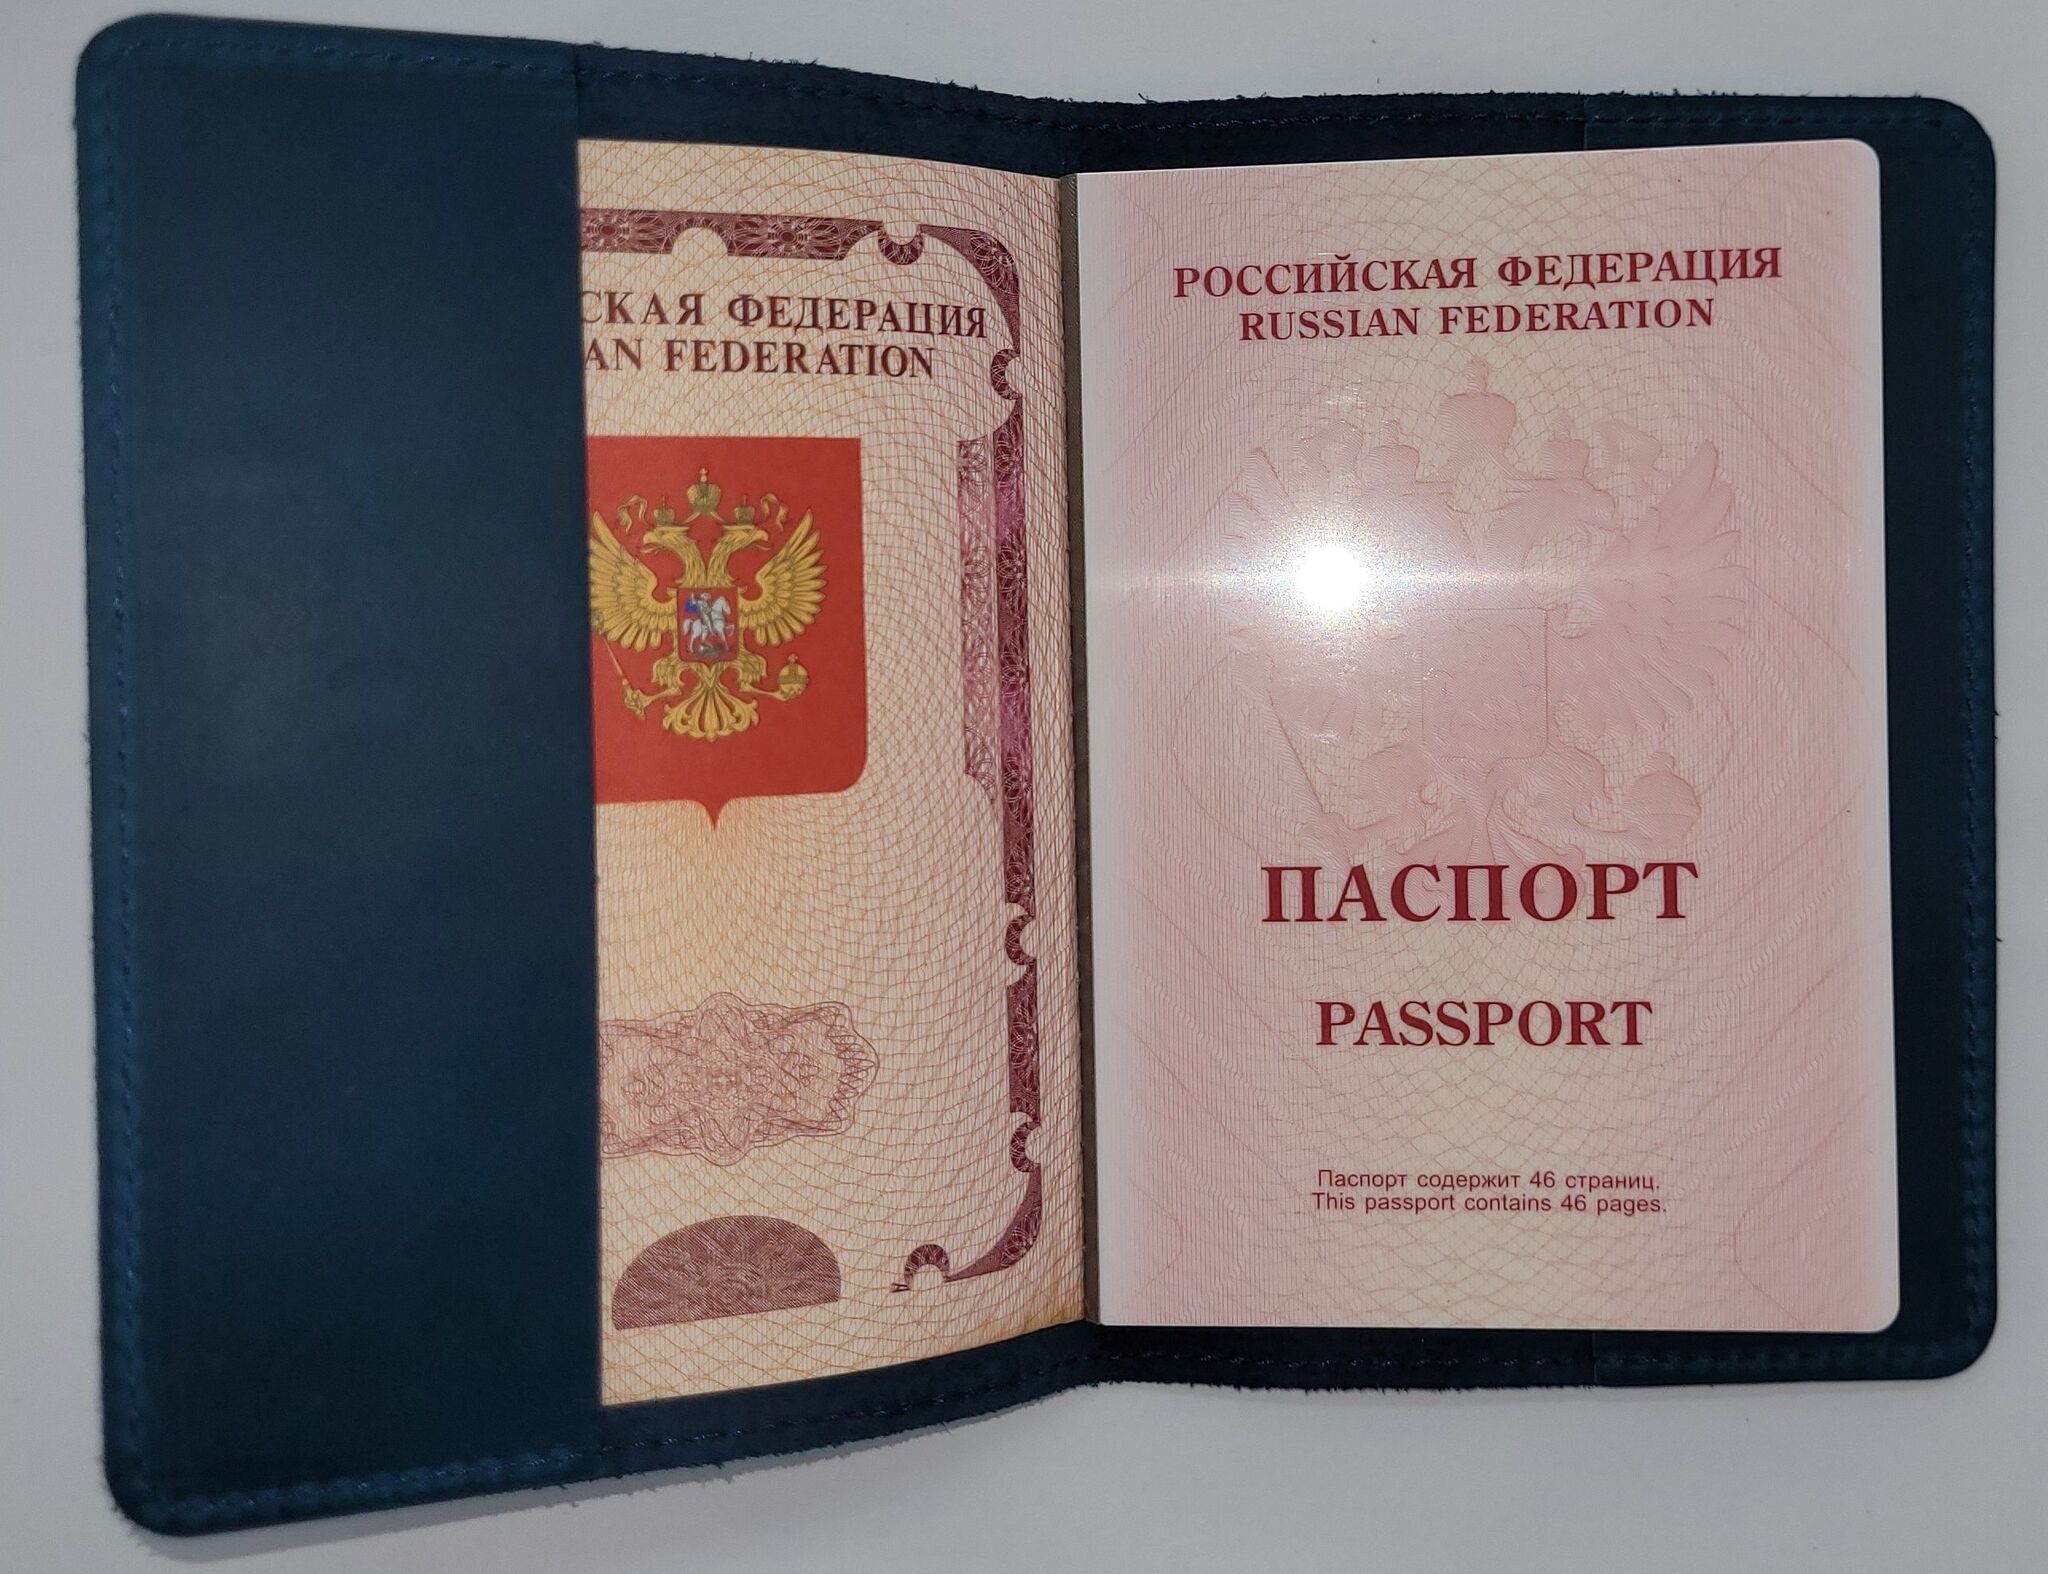 СКАЯ ФЕДЕРАЦИЯ
AN FEDERATION
РОССИЙСКАЯ ФЕДЕРАЦИЯ
RUSSIAN FEDERATION
ПАСПОРТ
PASSPORT
Паспорт содержит 46 страниц.
This passport contains 46 pages.